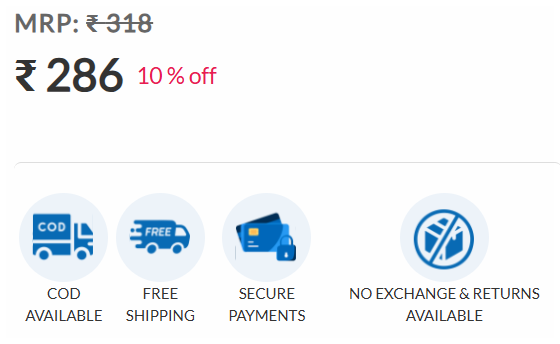 MRP: ₹ 318
₹ 286 10 % off
COD
FREE
COD
AVAILABLE
FREE
SHIPPING
SECURE
PAYMENTS
NO EXCHANGE & RETURNS
AVAILABLE